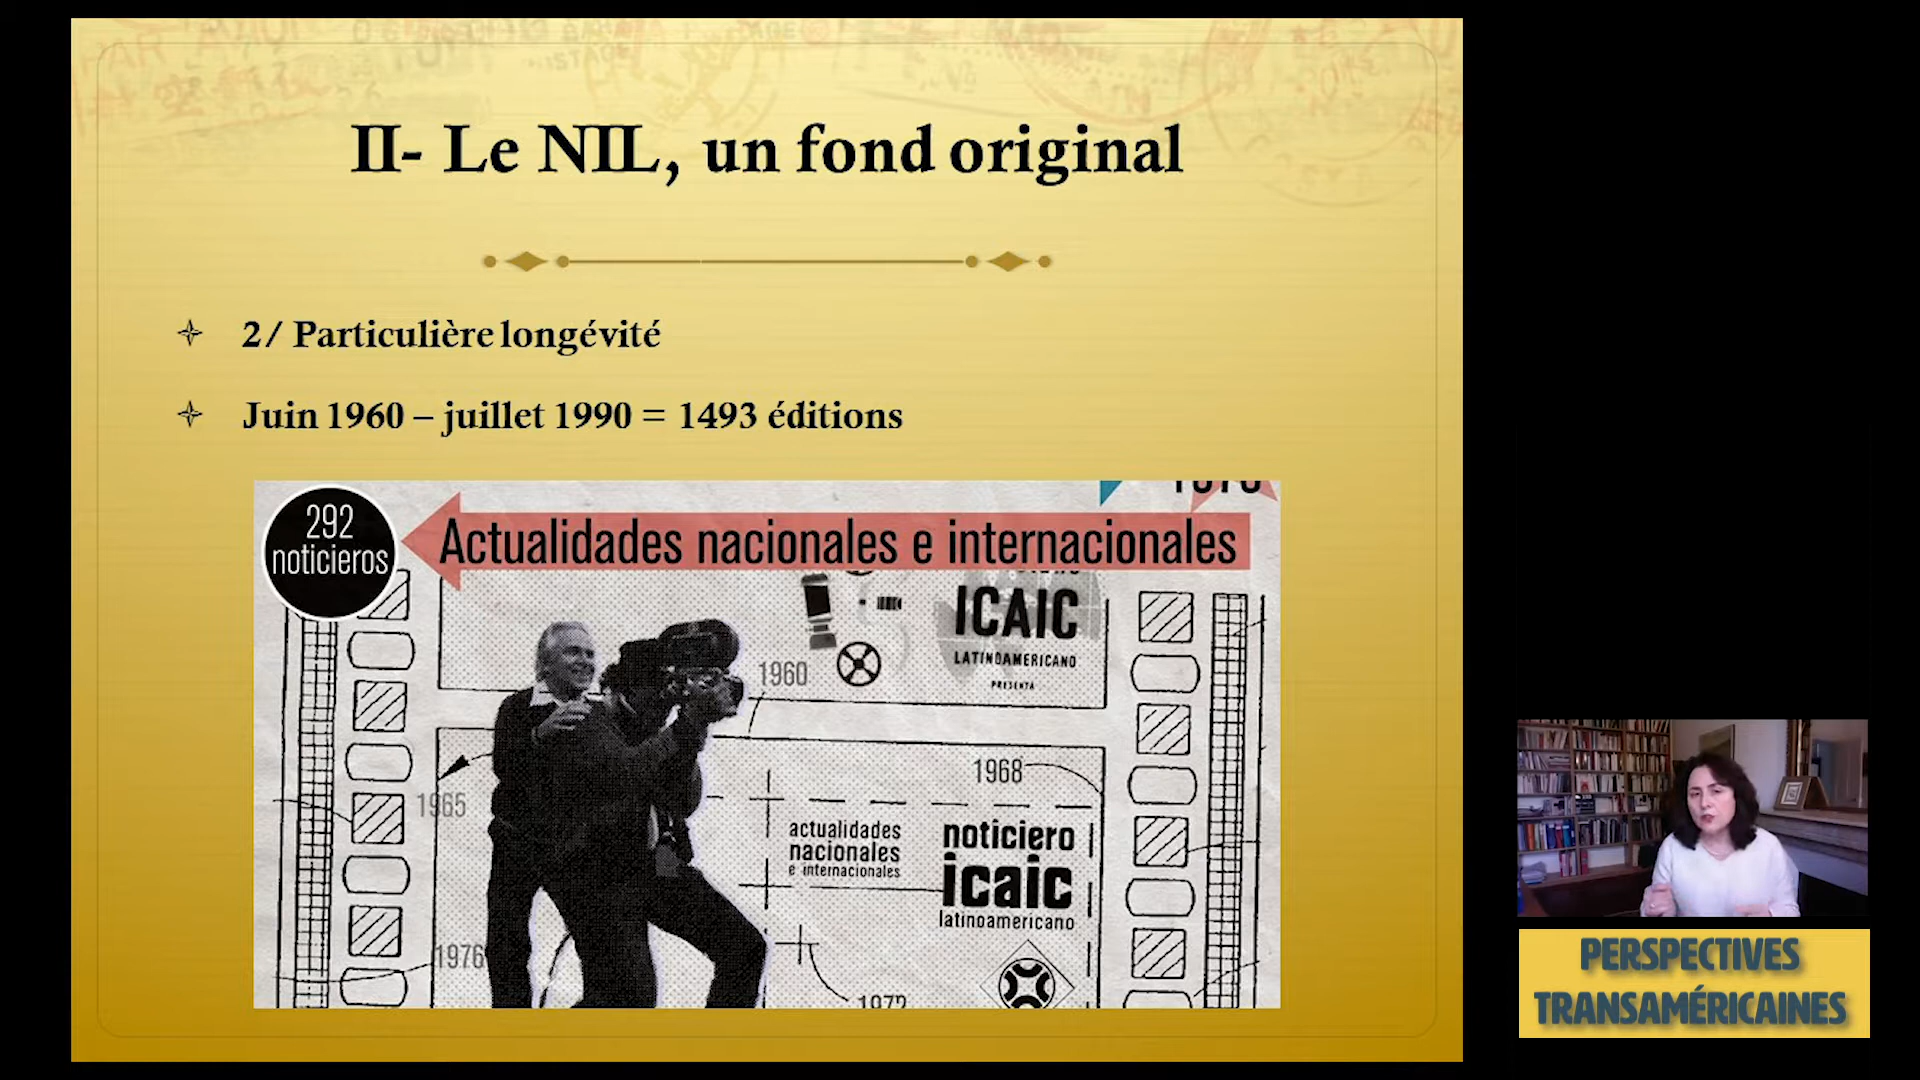 II- Le NIL, un fond original
2/ Particulière longévité
Juin 1960 – juillet 1990 = 1493 éditions
292
noticieros
Actualidades nacionales e internacionales
ICAIC
LATINOAMERICANO
PRESENTA
1960
1968
1965
actualidades
nacionales
e internacionales
noticiero
icaic
latinoamericano
1976
1972
PERSPECTIVES
TRANSAMÉRICAINES